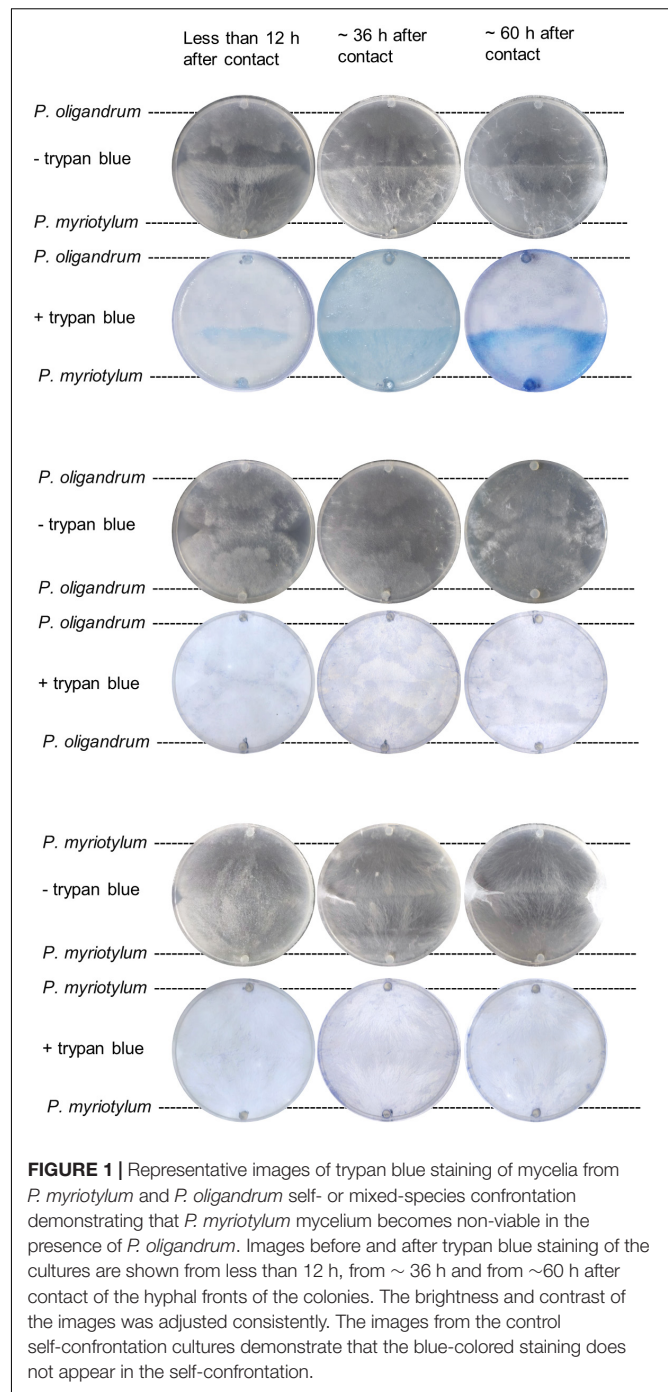 Less than 12 h after contact
~ 36 h after contact
~ 60 h after contact
P. oligandrum
- trypan blue
P. myriotylum
P. oligandrum
+ trypan blue
P. myriotylum
P. oligandrum
- trypan blue
P. oligandrum
P. oligandrum
+ trypan blue
P. oligandrum
P. myriotylum
- trypan blue
P. myriotylum
P. myriotylum
+ trypan blue
P. myriotylum
FIGURE 1 | Representative images of trypan blue staining of mycelia from
P. myriotylum and P. oligandrum self- or mixed-species confrontation
demonstrating that P. myriotylum mycelium becomes non-viable in the
presence of P. oligandrum. Images before and after trypan blue staining of the
cultures are shown from less than 12 h, from ~ 36 h and from ~60 h after
contact of the hyphal fronts of the colonies. The brightness and contrast of
the images was adjusted consistently. The images from the control
self-confrontation cultures demonstrate that the blue-colored staining does
not appear in the self-confrontation.